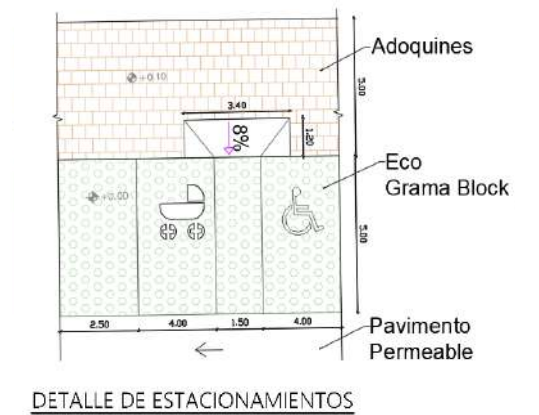 Adoquines
+0.10
5.00
3.40
8%
1.20
Eco
Grama Block
+0.00
5.00
2.50 4.00 1.50 4.00
Pavimento
Permeable
DETALLE DE ESTACIONAMIENTOS